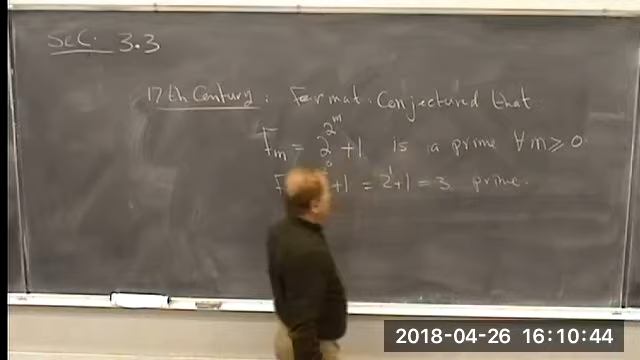 Sec. 3.3
17th Century: Fermat Conjectured that
F_m = 2^{2^m} + 1 is a prime ∀ m ≥ 0
+1 = 2^1+1 = 3 prime.
2018-04-26 16:10:44